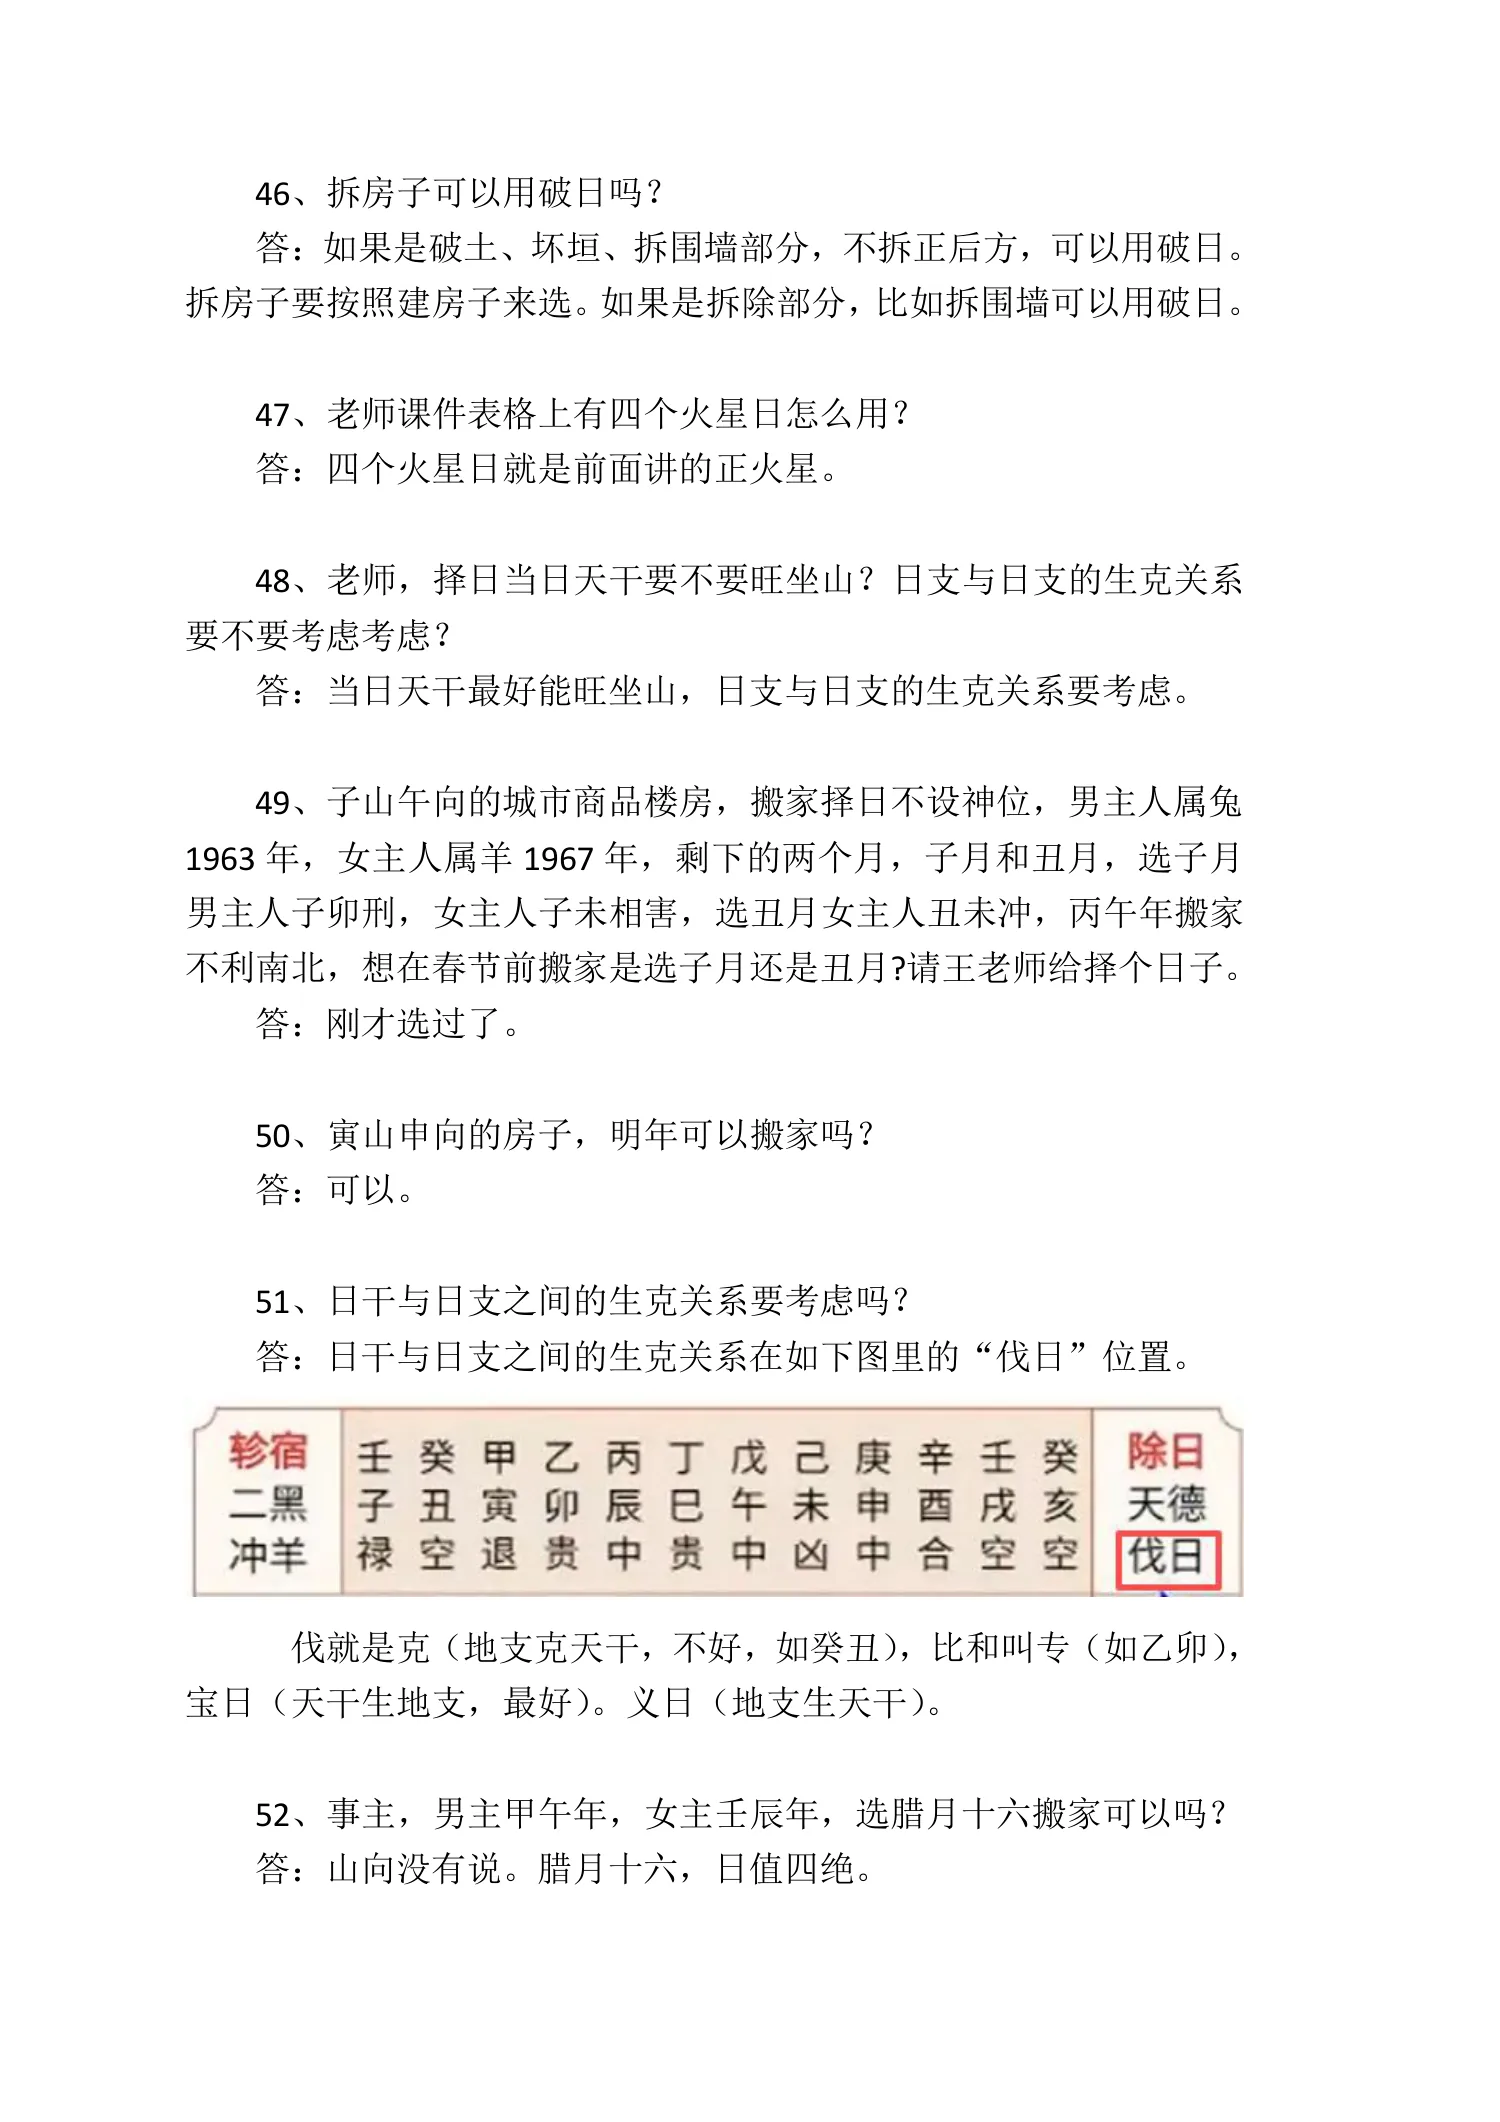 46、拆房子可以用破日吗？
答：如果是破土、坏垣、拆围墙部分，不拆正后方，可以用破日。
拆房子要按照建房子来选。如果是拆除部分，比如拆围墙可以用破日。
47、老师课件表格上有四个火星日怎么用？
答：四个火星日就是前面讲的正火星。
48、老师，择日当日天干要不要旺坐山？日支与日支的生克关系
要不要考虑考虑？
答：当日天干最好能旺坐山，日支与日支的生克关系要考虑。
49、子山午向的城市商品楼房，搬家择日不设神位，男主人属兔
1963 年，女主人属羊 1967 年，剩下的两个月，子月和丑月，选子月
男主人子卯刑，女主人子未相害，选丑月女主人丑未冲，丙午年搬家
不利南北，想在春节前搬家是选子月还是丑月?请王老师给择个日子。
答：刚才选过了。
50、寅山申向的房子，明年可以搬家吗？
答：可以。
51、日干与日支之间的生克关系要考虑吗？
答：日干与日支之间的生克关系在如下图里的“伐日”位置。
轸宿 壬 癸 甲 乙 丙 丁 戊 己 庚 辛 壬 癸 除日
二黑 子 丑 寅 卯 辰 巳 午 未 申 酉 戌 亥 天德
冲羊 禄 空 退 贵 中 贵 中 凶 中 合 空 空 伐日
伐就是克（地支克天干，不好，如癸丑），比和叫专（如乙卯），
宝日（天干生地支，最好）。义日（地支生天干）。
52、事主，男主甲午年，女主壬辰年，选腊月十六搬家可以吗？
答：山向没有说。腊月十六，日值四绝。